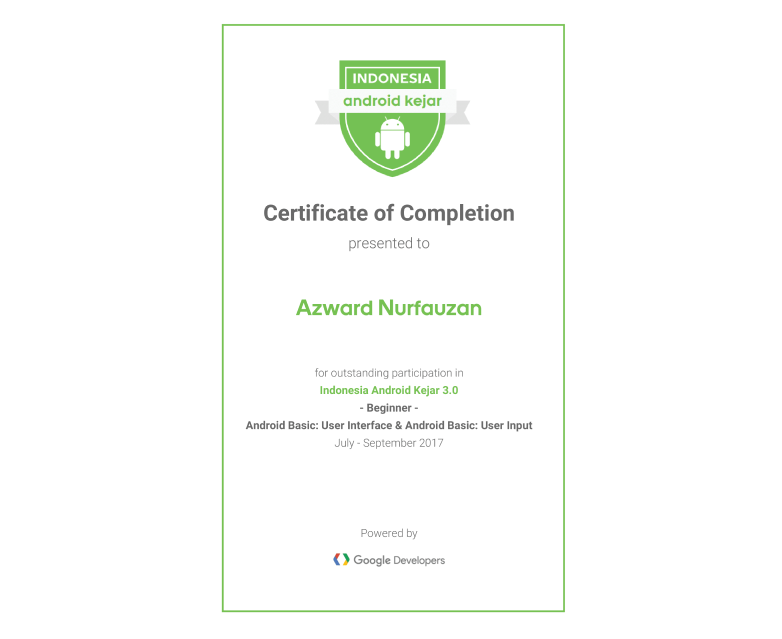 INDONESIA
android kejar
Certificate of Completion
presented to
Azward Nurfauzan
for outstanding participation in
Indonesia Android Kejar 3.0
- Beginner -
Android Basic: User Interface & Android Basic: User Input
July - September 2017
Powered by
Google Developers